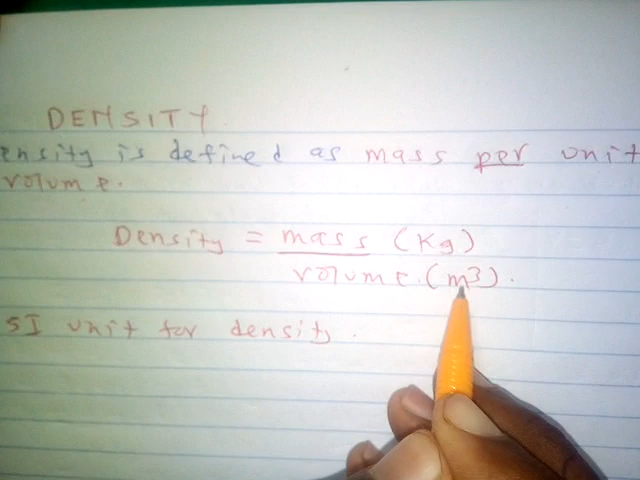 DENSITY.
ensity is defined as mass per unit
volume.
Density = mass (Kg)
volume. (m3).
SI unit for density.